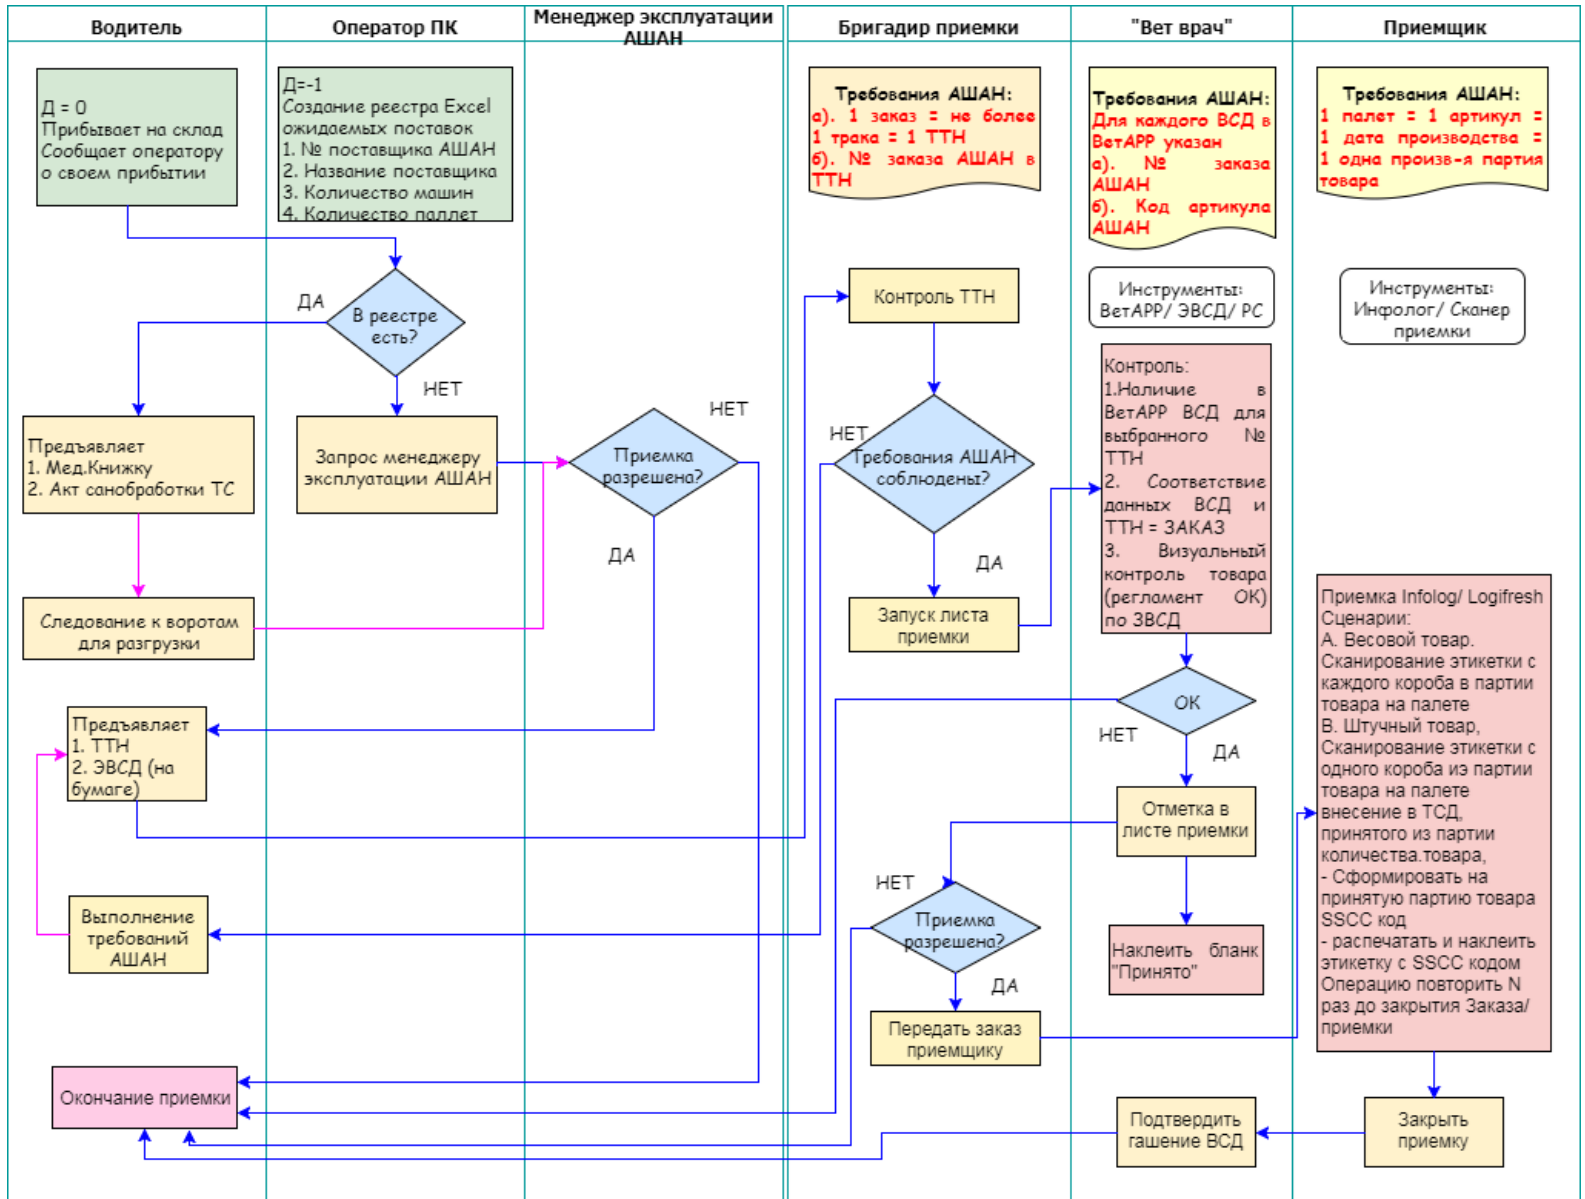 Водитель
Оператор ПК
Менеджер эксплуатации
АШАН
Бригадир приемки
"Вет врач"
Приемщик
Д = 0
Прибывает на склад
Сообщает оператору
о своем прибытии
Д=-1
Создание реестра Excel
ожидаемых поставок
1. № поставщика АШАН
2. Название поставщика
3. Количество машин
4. Количество паллет
Требования АШАН:
а). 1 заказ = не более
1 трака = 1 ТТН
б). № заказа АШАН в
ТТН
Требования АШАН:
Для каждого ВСД в
ВетАРР указан
а). № заказа
АШАН
б). Код артикула
АШАН
Требования АШАН:
1 палет = 1 артикул =
1 дата производства =
1 одна произв-я партия
товара
ДА
В реестре
есть?
НЕТ
Контроль ТТН
Инструменты:
ВетАРР/ ЭВСД/ РС
Инструменты:
Инфолог/ Сканер
приемки
Предъявляет
1. Мед.Книжку
2. Акт санобработки ТС
Запрос менеджеру
эксплуатации АШАН
Приемка
разрешена?
НЕТ
ДА
НЕТ
Требования АШАН
соблюдены?
ДА
Контроль:
1.Наличие в
ВетАРР ВСД для
выбранного №
ТТН
2. Соответствие
данных ВСД и
ТТН = ЗАКАЗ
3. Визуальный
контроль товара
(регламент ОК)
по ЗВСД
Следование к воротам
для разгрузки
Запуск листа
приемки
Приемка Infolog/ Logifresh
Сценарии:
А. Весовой товар.
Сканирование этикетки с
каждого короба в партии
товара на палете
В. Штучный товар,
Сканирование этикетки с
одного короба иэ партии
товара на палете
внесение в ТСД,
принятого из партии
количества.товара,
- Сформировать на
принятую партию товара
SSCC код
- распечатать и наклеить
этикетку с SSCC кодом
Операцию повторить N
раз до закрытия Заказа/
приемки
Предъявляет
1. ТТН
2. ЭВСД (на
бумаге)
ОК
НЕТ
ДА
Отметка в
листе приемки
Выполнение
требований
АШАН
НЕТ
Приемка
разрешена?
ДА
Наклеить бланк
"Принято"
Передать заказ
приемщику
Окончание приемки
Подтвердить
гашение ВСД
Закрыть
приемку